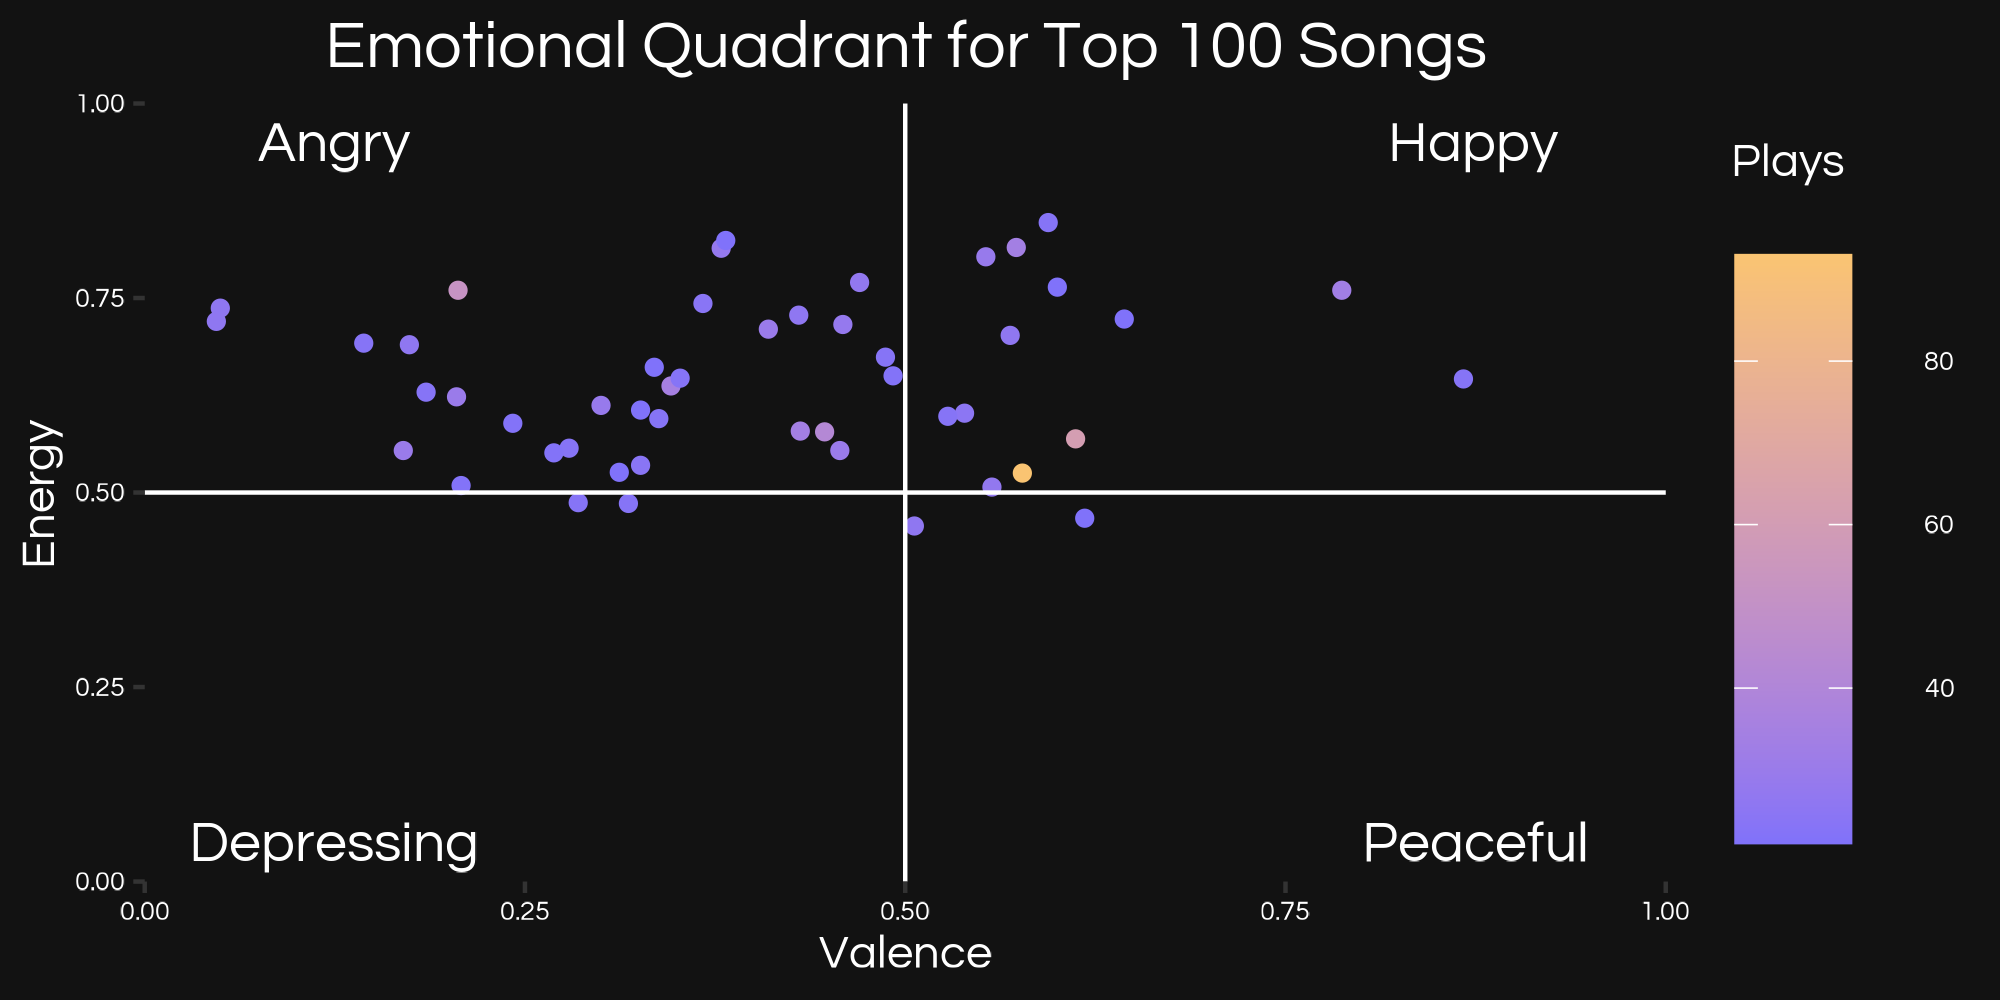 Emotional Quadrant for Top 100 Songs
1.00
Angry
Happy
Plays
0.75
80
Energy
0.50
60
0.25
40
Depressing
Peaceful
0.00
0.00 0.25 0.50 0.75 1.00
Valence